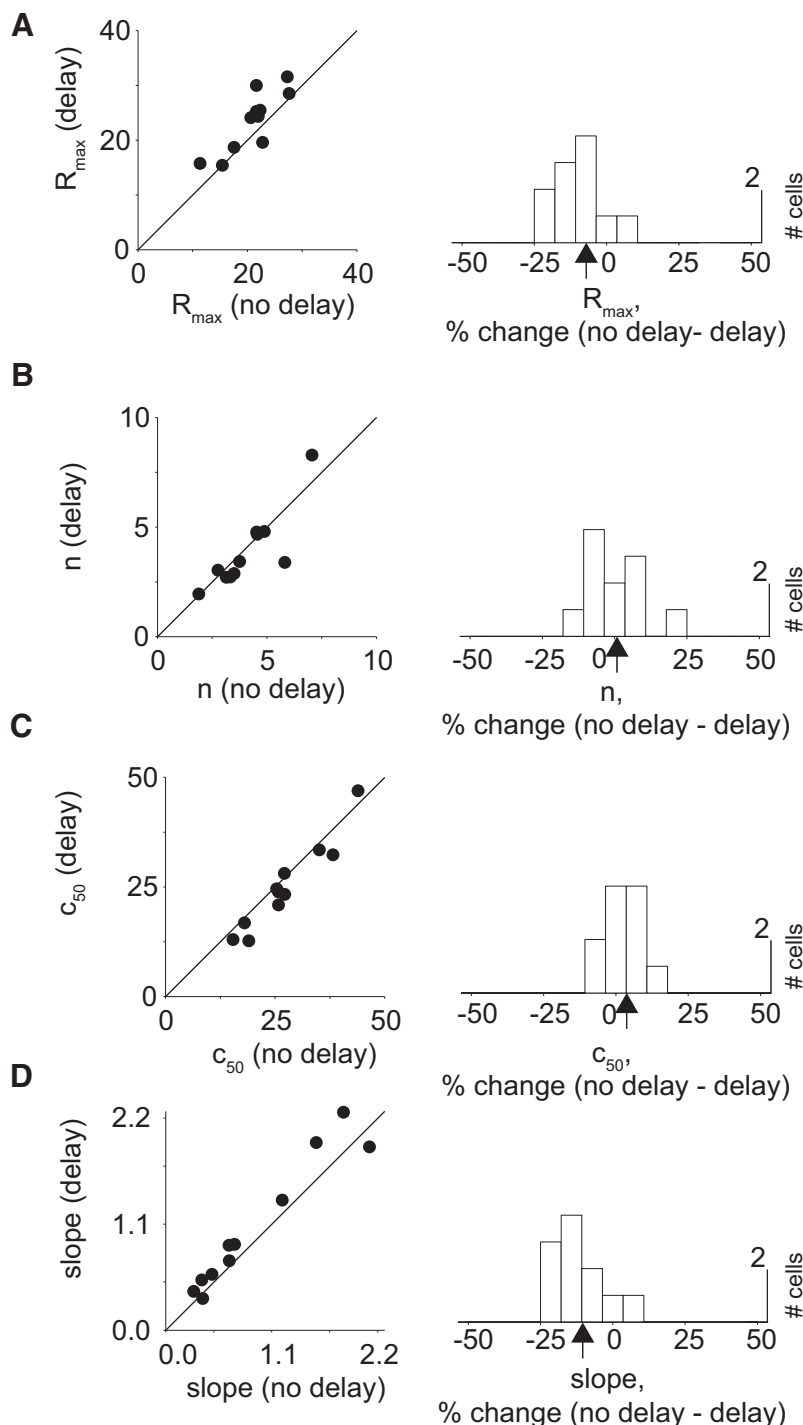 A
40
20
0
R_max (delay)
0
20
40
R_max (no delay)
2
# cells
-50
-25
0
25
50
R_max,
% change (no delay- delay)
B
10
5
0
n (delay)
0
5
10
n (no delay)
2
# cells
-50
-25
0
25
50
n,
% change (no delay - delay)
C
50
25
0
c_50 (delay)
0
25
50
c_50 (no delay)
2
# cells
-50
-25
0
25
50
c_50,
% change (no delay - delay)
D
2.2
1.1
0.0
slope (delay)
0.0
1.1
2.2
slope (no delay)
2
# cells
-50
-25
0
25
50
slope,
% change (no delay - delay)